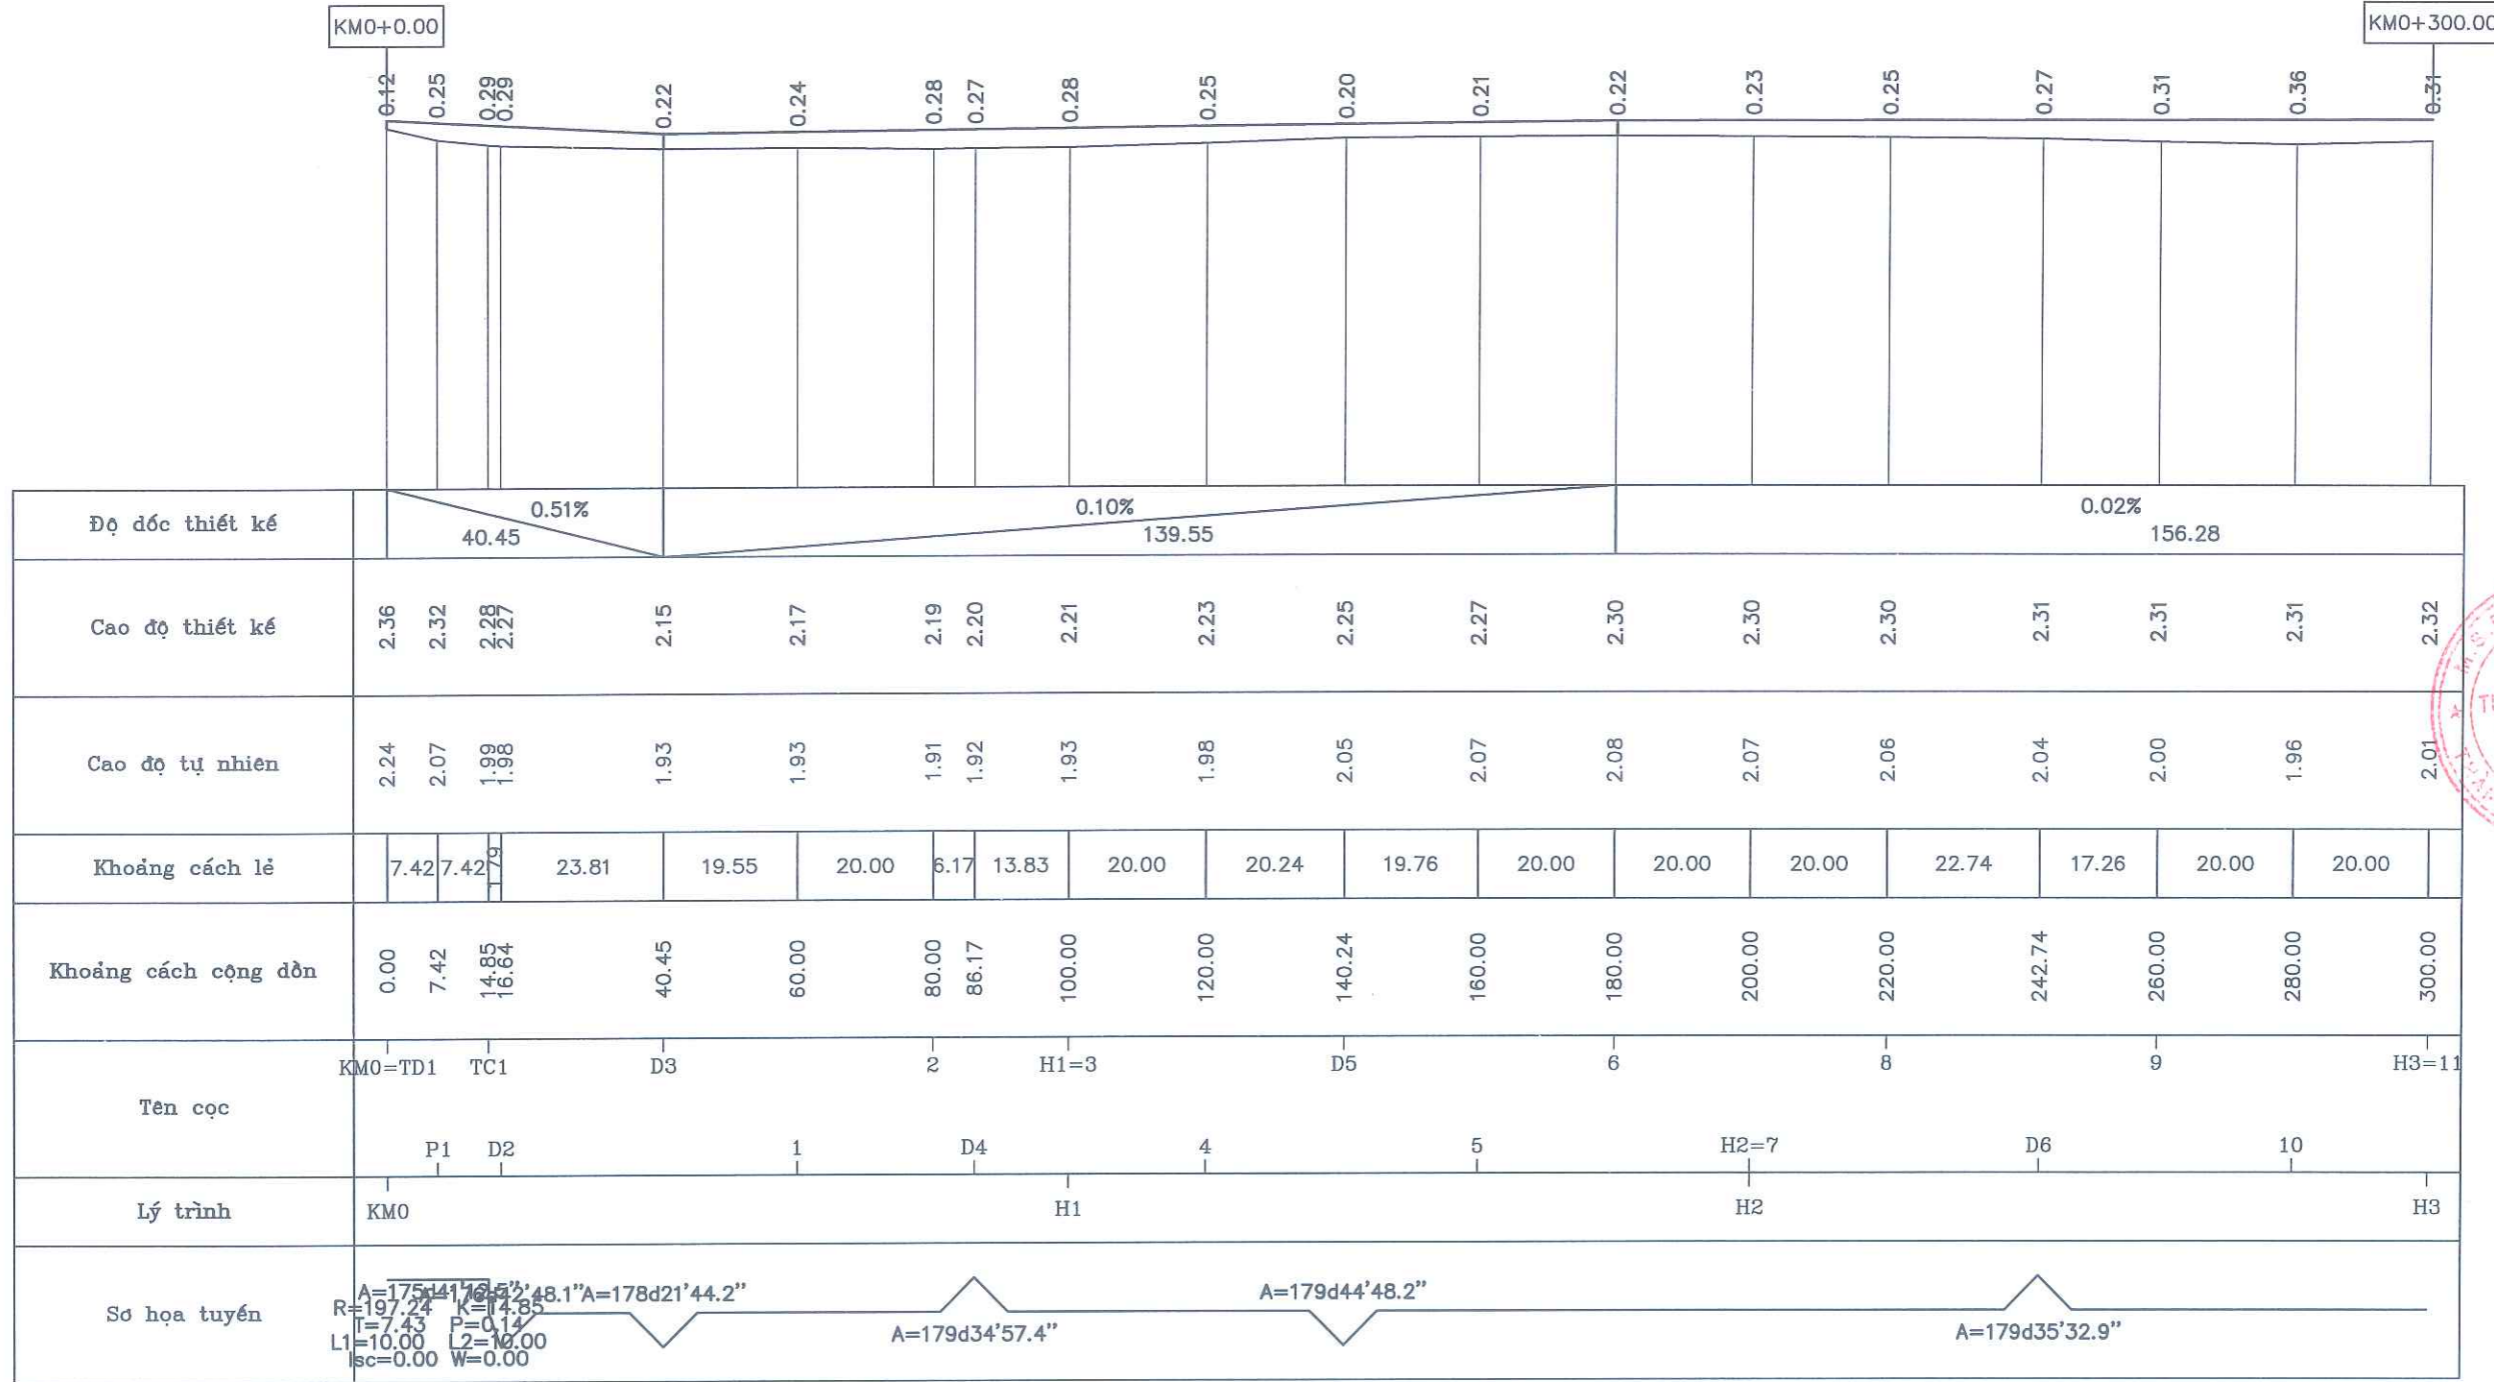 KM0+0.00 KM0+300.00
0.12 0.25 0.29 0.29 0.22 0.24 0.28 0.27 0.28 0.25 0.20 0.21 0.22 0.23 0.25 0.27 0.31 0.36 0.31
Độ dốc thiết kế 0.51% 40.45 0.10% 139.55 0.02% 156.28
Cao độ thiết kế 2.36 2.32 2.28 2.27 2.15 2.17 2.19 2.20 2.21 2.23 2.25 2.27 2.30 2.30 2.30 2.31 2.31 2.31 2.32
Cao độ tự nhiên 2.24 2.07 1.99 1.98 1.93 1.93 1.91 1.92 1.93 1.98 2.05 2.07 2.08 2.07 2.06 2.04 2.00 1.96 2.01
Khoảng cách lẻ 7.42 7.42 1.79 23.81 19.55 20.00 6.17 13.83 20.00 20.24 19.76 20.00 20.00 20.00 22.74 17.26 20.00 20.00
Khoảng cách cộng dồn 0.00 7.42 14.85 16.64 40.45 60.00 80.00 86.17 100.00 120.00 140.24 160.00 180.00 200.00 220.00 242.74 260.00 280.00 300.00
KM0=TD1 TC1 D3 2 H1=3 D5 6 8 9 H3=11
Tên cọc
P1 D2 1 D4 4 5 H2=7 D6 10
Lý trình KM0 H1 H2 H3
Sơ họa tuyến
A=178d21'44.2" A=179d44'48.2"
R=197.24 K=14.85
T=7.43 P=0.14
L1=10.00 L2=10.00
Isc=0.00 W=0.00
A=179d34'57.4" A=179d35'32.9"